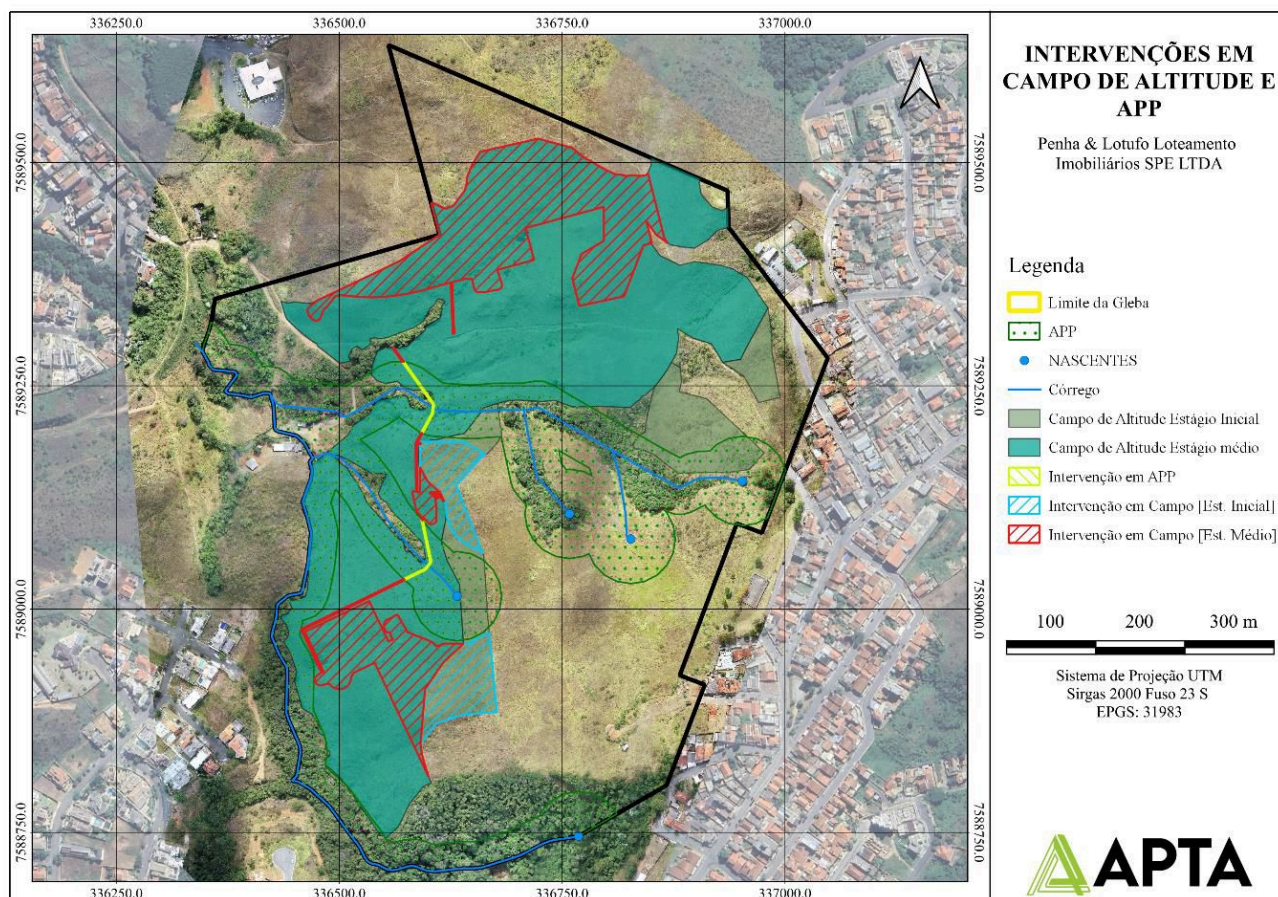 INTERVENÇÕES EM
CAMPO DE ALTITUDE E
APP
Penha & Lotufo Loteamento
Imobiliários SPE LTDA
Legenda
Limite da Gleba
APP
NASCENTES
Córrego
Campo de Altitude Estágio Inicial
Campo de Altitude Estágio médio
Intervenção em APP
Intervenção em Campo [Est. Inicial]
Intervenção em Campo [Est. Médio]
100 200 300 m
Sistema de Projeção UTM
Sirgas 2000 Fuso 23 S
EPGS: 31983
APTA
336250.0 336500.0 336750.0 337000.0
7589500.0 7589500.0
7589250.0 7589250.0
7589000.0 7589000.0
7588750.0 7588750.0
336250.0 336500.0 336750.0 337000.0